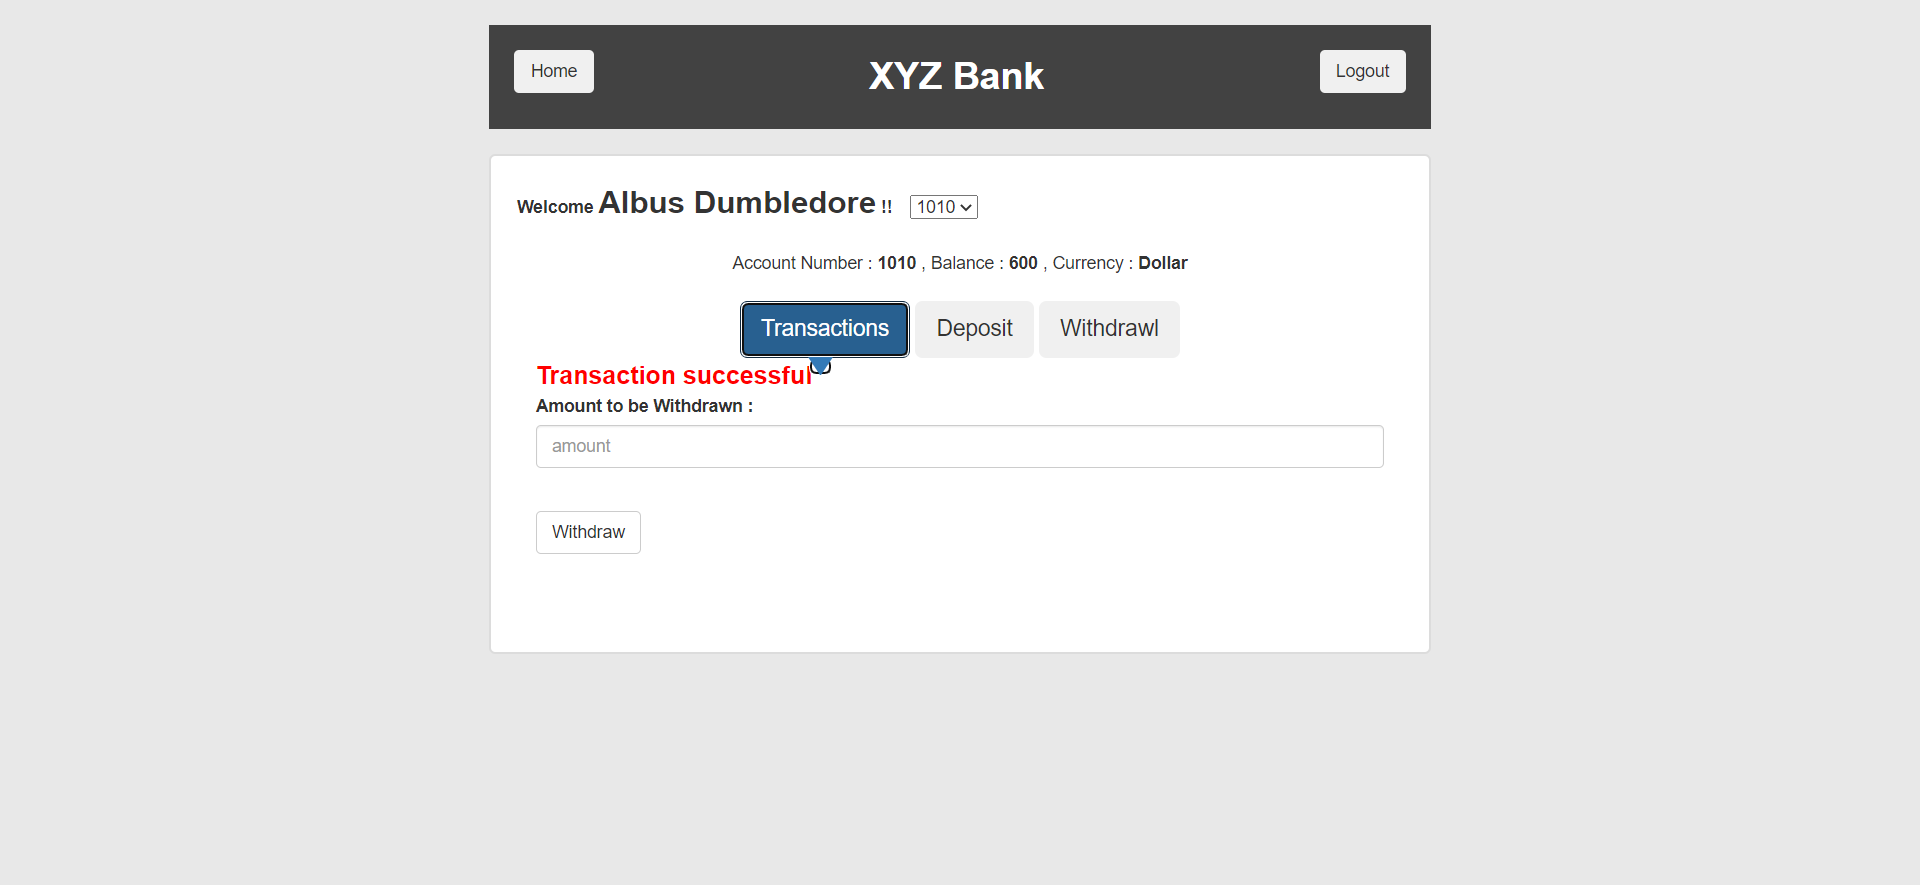 Home XYZ Bank Logout
Welcome Albus Dumbledore !! 1010
Account Number : 1010 , Balance : 600 , Currency : Dollar
Transactions Deposit Withdrawl
Transaction successful
Amount to be Withdrawn :
amount
Withdraw